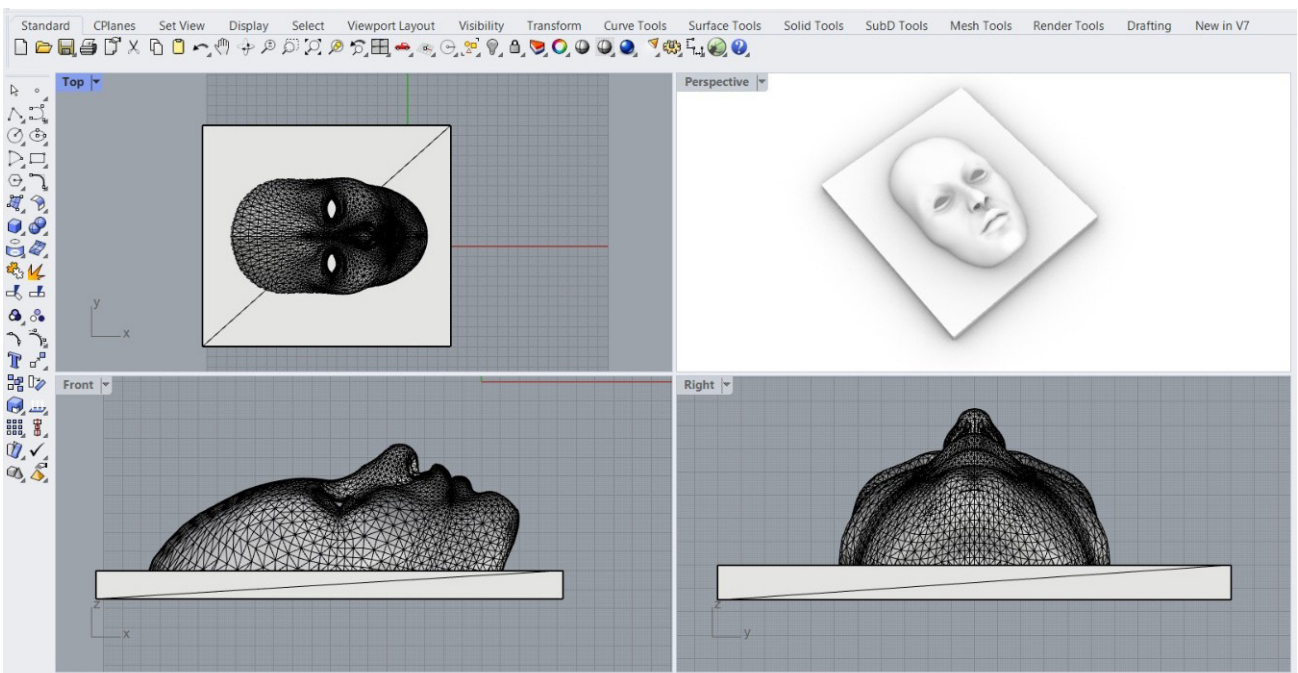 Standard CPlanes Set View Display Select Viewport Layout Visibility Transform Curve Tools Surface Tools Solid Tools SubD Tools Mesh Tools Render Tools Drafting New in V7
Top
Perspective
y
x
Front
Right
z
x
z
y